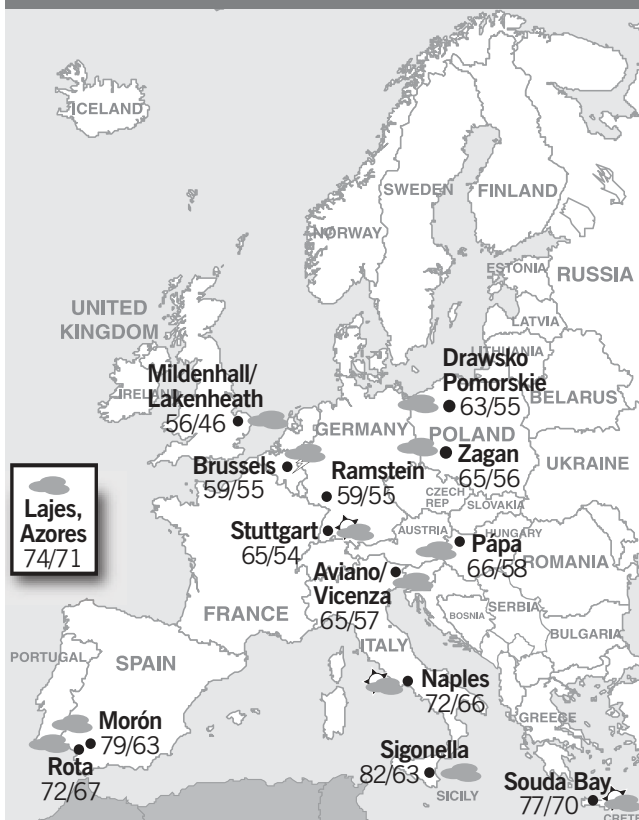 ICELAND
SWEDEN
FINLAND
NORWAY
ESTONIA
RUSSIA
LATVIA
LITHUANIA
UNITED
KINGDOM
IRELAND
Mildenhall/
Lakenheath
56/46
Drawsko
Pomorskie
63/55
BELARUS
GERMANY
POLAND
Zagan
65/56
UKRAINE
Brussels
59/55
Ramstein
59/55
CZECH
REP
SLOVAKIA
Lajes,
Azores
74/71
Stuttgart
65/54
AUSTRIA
HUNGARY
Pápa
66/58
ROMANIA
Aviano/
Vicenza
65/57
FRANCE
BOSNIA
SERBIA
BULGARIA
ITALY
PORTUGAL
SPAIN
Naples
72/66
GREECE
Morón
79/63
Rota
72/67
Sigonella
82/63
SICILY
Souda Bay
77/70
CRETE